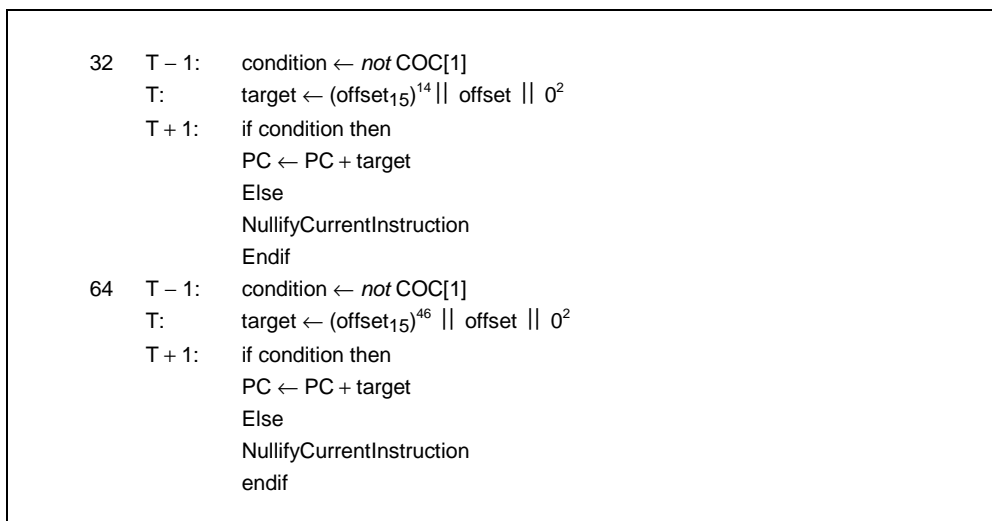 32 T – 1: condition ← not COC[1]
T: target ← (offset₁₅)¹⁴ || offset || 0²
T + 1: if condition then
PC ← PC + target
Else
NullifyCurrentInstruction
Endif
64 T – 1: condition ← not COC[1]
T: target ← (offset₁₅)⁴⁶ || offset || 0²
T + 1: if condition then
PC ← PC + target
Else
NullifyCurrentInstruction
endif